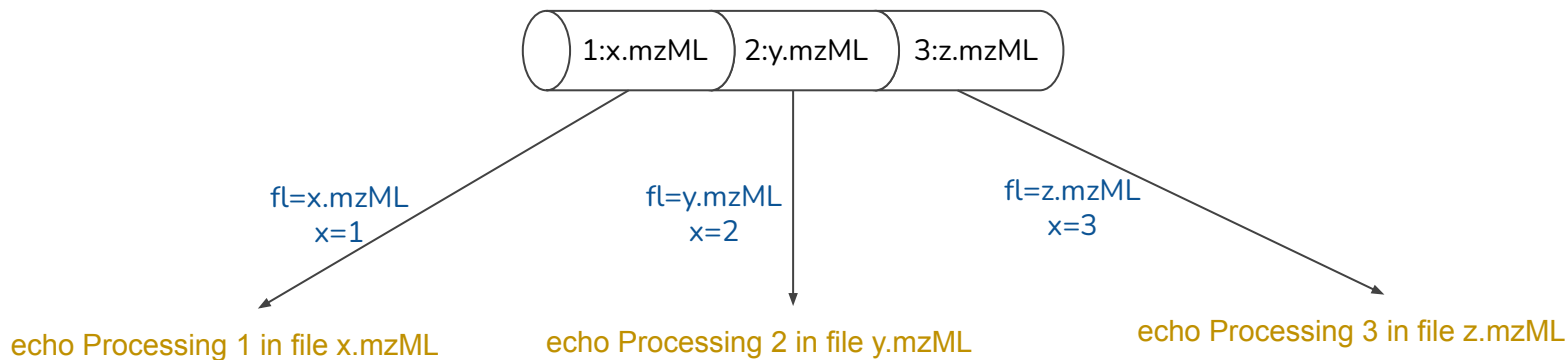 1:x.mzML 2:y.mzML 3:z.mzML
fl=x.mzML
x=1
fl=y.mzML
x=2
fl=z.mzML
x=3
echo Processing 1 in file x.mzML
echo Processing 2 in file y.mzML
echo Processing 3 in file z.mzML